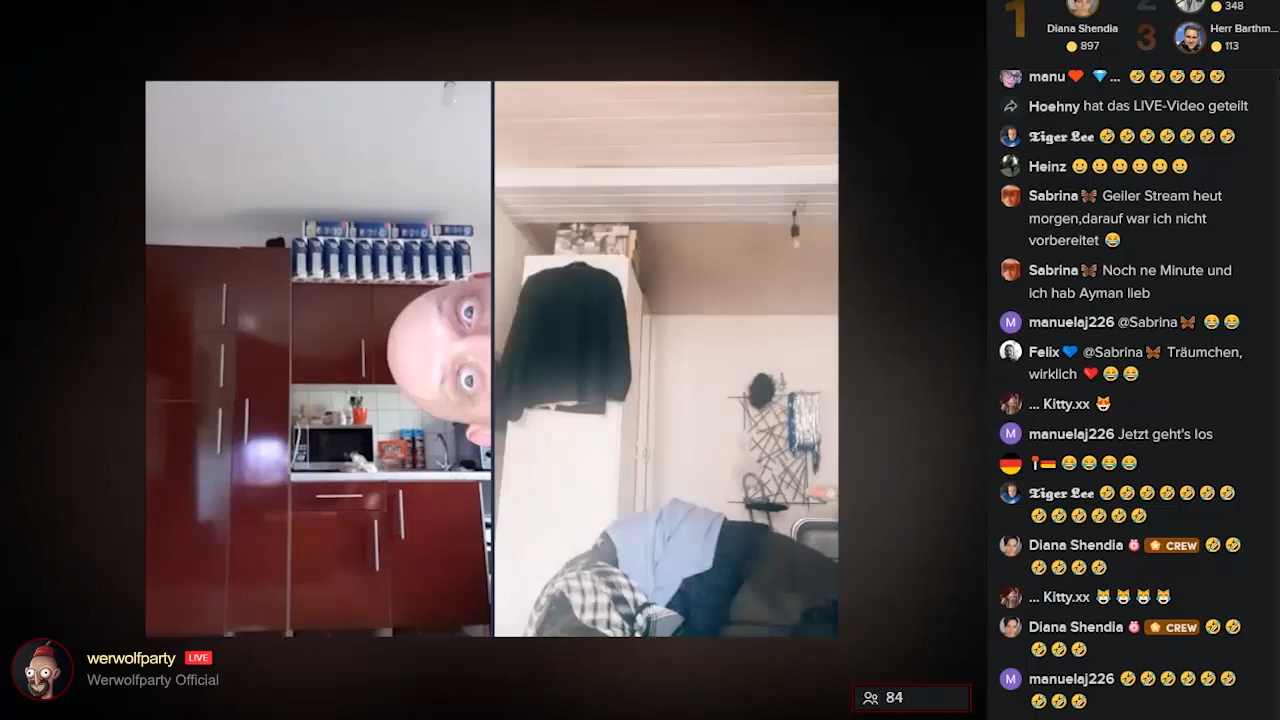 1
2
348
Diana Shendia
897
3
Herr Barthm...
113
manu❤️ 💎... 🤣🤣🤣🤣🤣
Hoehny hat das LIVE-Video geteilt
𝕿𝖎𝖌𝖊𝖗 𝕷𝖊𝖊 🤣🤣🤣🤣🤣🤣🤣
Heinz 😀😀😀😀😀😀
Sabrina🦋 Geiler Stream heut
morgen,darauf war ich nicht
vorbereitet 😂
Sabrina🦋 Noch ne Minute und
ich hab Ayman lieb
M manuelaj226 @Sabrina🦋 😂😂
Felix💙 @Sabrina🦋 Träumchen,
wirklich ❤️😂😂
... Kitty.xx 😻
M manuelaj226 Jetzt geht's los
📍🇩🇪 😂😂😂😂
𝕿𝖎𝖌𝖊𝖗 𝕷𝖊𝖊 🤣🤣🤣🤣🤣🤣🤣
🤣🤣🤣🤣🤣🤣
Diana Shendia CREW 🤣🤣
🤣🤣🤣🤣
... Kitty.xx 😹😹😹😹
Diana Shendia CREW 🤣🤣
🤣🤣🤣
M manuelaj226 🤣🤣🤣🤣🤣🤣
🤣🤣🤣
werwolfparty LIVE
Werwolfparty Official
84